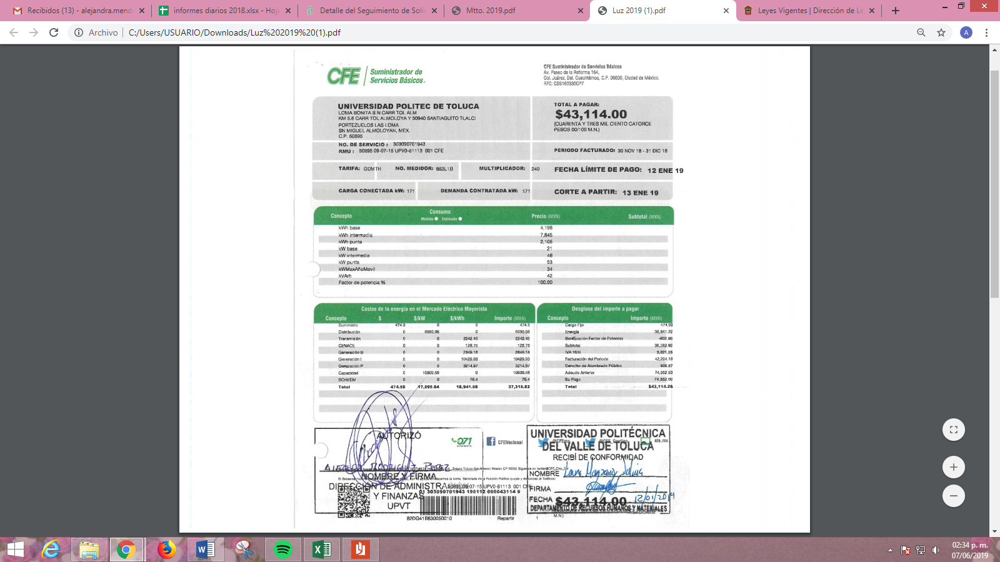 Recibidos (13) - alejandra.mend
informes diarios 2018.xlsx - Hoja
Detalle del Seguimiento de Solic
Mtto. 2019.pdf
Luz 2019 (1).pdf
Leyes Vigentes | Dirección de Le
Archivo
C:/Users/USUARIO/Downloads/Luz%202019%20(1).pdf
A
CFE Suministrador de Servicios Básicos®
CFE Suministrador de Servicios Básicos
Av. Paseo de la Reforma 164,
Col. Juárez, Del. Cuauhtémoc, C.P. 06600, Ciudad de México.
RFC: CSS160330CP7
UNIVERSIDAD POLITEC DE TOLUCA
LOMA BONITA S N CARR TOL ALM
KM 5.6 CARR TOL ALMOLOYA Y 50940 SANTIAGUITO TLALCI
PORTEZUELOS LAS LOMA
SN MIGUEL ALMOLOYAN, MEX.
C.P. 50895
TOTAL A PAGAR:
$43,114.00
(CUARENTA Y TRES MIL CIENTO CATORCE
PESOS 00/100 M.N.)
NO. DE SERVICIO : 303090701943
RMU : 50895 09-07-15 UPV0-61113 001 CFE
PERIODO FACTURADO: 30 NOV 18 - 31 DIC 18
TARIFA: GDMTH NO. MEDIDOR: 863L1B MULTIPLICADOR: 240
FECHA LÍMITE DE PAGO: 12 ENE 19
CARGA CONECTADA kW: 171 DEMANDA CONTRATADA kW: 171
CORTE A PARTIR: 13 ENE 19
Concepto Consumo Precio (MXN) Subtotal (MXN)
Medida Estimada
kWh base 4,198
kWh intermedia 7,845
kWh punta 2,105
kW base 21
kW intermedia 48
kW punta 53
kWMaxAñoMovil 34
kVArh 42
Factor de potencia % 100.00
Costos de la energía en el Mercado Eléctrico Mayorista
Concepto $ $/kW $/kWh Importe (MXN)
Suministro 474.5 0 0 474.5
Distribución 0 6990.06 0 6990.06
Transmisión 0 0 2242.45 2242.45
CENACE 0 0 128.75 128.75
Generación B 0 0 2849.18 2849.18
Generación I 0 0 10429.93 10429.93
Generación P 0 0 3214.97 3214.97
Capacidad 0 10909.58 0 10909.58
SCnMEM 0 0 76.4 76.4
Total 474.50 17,899.64 18,941.68 37,315.82
Desglose del importe a pagar
Concepto Importe (MXN)
Cargo Fijo 474.50
Energía 36,841.32
Bonificación Factor de Potencia -932.90
Subtotal 36,382.92
IVA 16% 5,821.26
Facturación del Periodo 42,204.18
Derecho de Alumbrado Público 909.57
Adeudo Anterior 74,552.53
Su Pago -74,552.00
Total $43,114.28
AUTORIZÓ
071
CFENacional
RODRIGUEZ PEREZ
NOMBRE Y FIRMA
DIRECCIÓN DE ADMINISTRACIÓN
Y FINANZAS
UPVT
50895 09-07-15 UPV0-61113 001 CFE
01 303090701943 190112 000043114 9
82DG41B830050010
Repartir
UNIVERSIDAD POLITÉCNICA
DEL VALLE DE TOLUCA
RECIBÍ DE CONFORMIDAD
NOMBRE
FIRMA
FECHA 12/01/2019
$43,114.00
DEPARTAMENTO DE RECURSOS HUMANOS Y MATERIALES
M.N.)
1
02:34 p. m.
07/06/2019